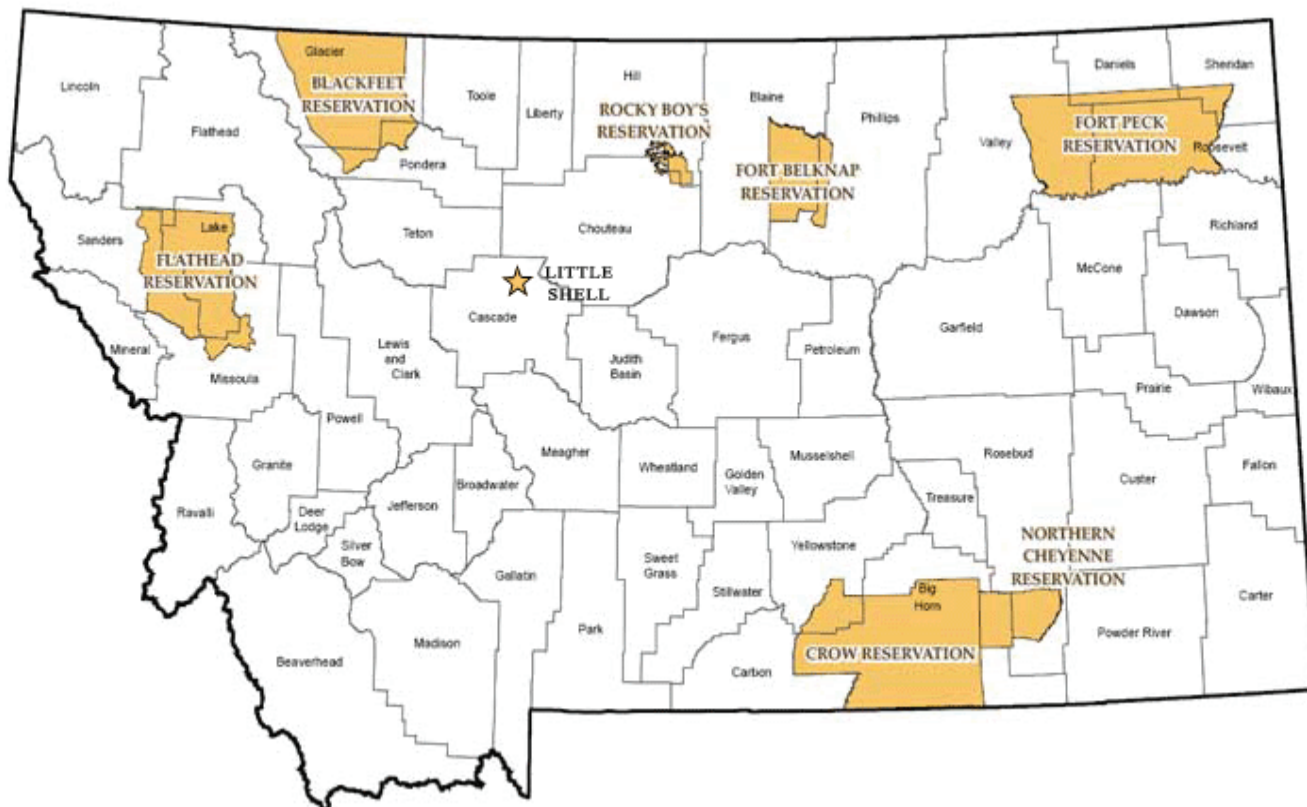 Lincoln
Flathead
Glacier
BLACKFEET
RESERVATION
Toole
Liberty
Hill
ROCKY BOY'S
RESERVATION
Blaine
Phillips
Daniels
Sheridan
FORT PECK
RESERVATION
Valley
Roosevelt
Pondera
FORT BELKNAP
RESERVATION
Sanders
Lake
FLATHEAD
RESERVATION
Teton
Chouteau
Richland
McCone
LITTLE
SHELL
Cascade
Mineral
Missoula
Lewis
and
Clark
Judith
Basin
Fergus
Petroleum
Garfield
Dawson
Prairie
Wibaux
Powell
Granite
Ravalli
Deer
Lodge
Silver
Bow
Jefferson
Broadwater
Meagher
Wheatland
Golden
Valley
Musselshell
Treasure
Rosebud
Custer
Fallon
NORTHERN
CHEYENNE
RESERVATION
Beaverhead
Madison
Gallatin
Park
Sweet
Grass
Stillwater
Yellowstone
Carbon
Big
Horn
CROW RESERVATION
Powder River
Carter